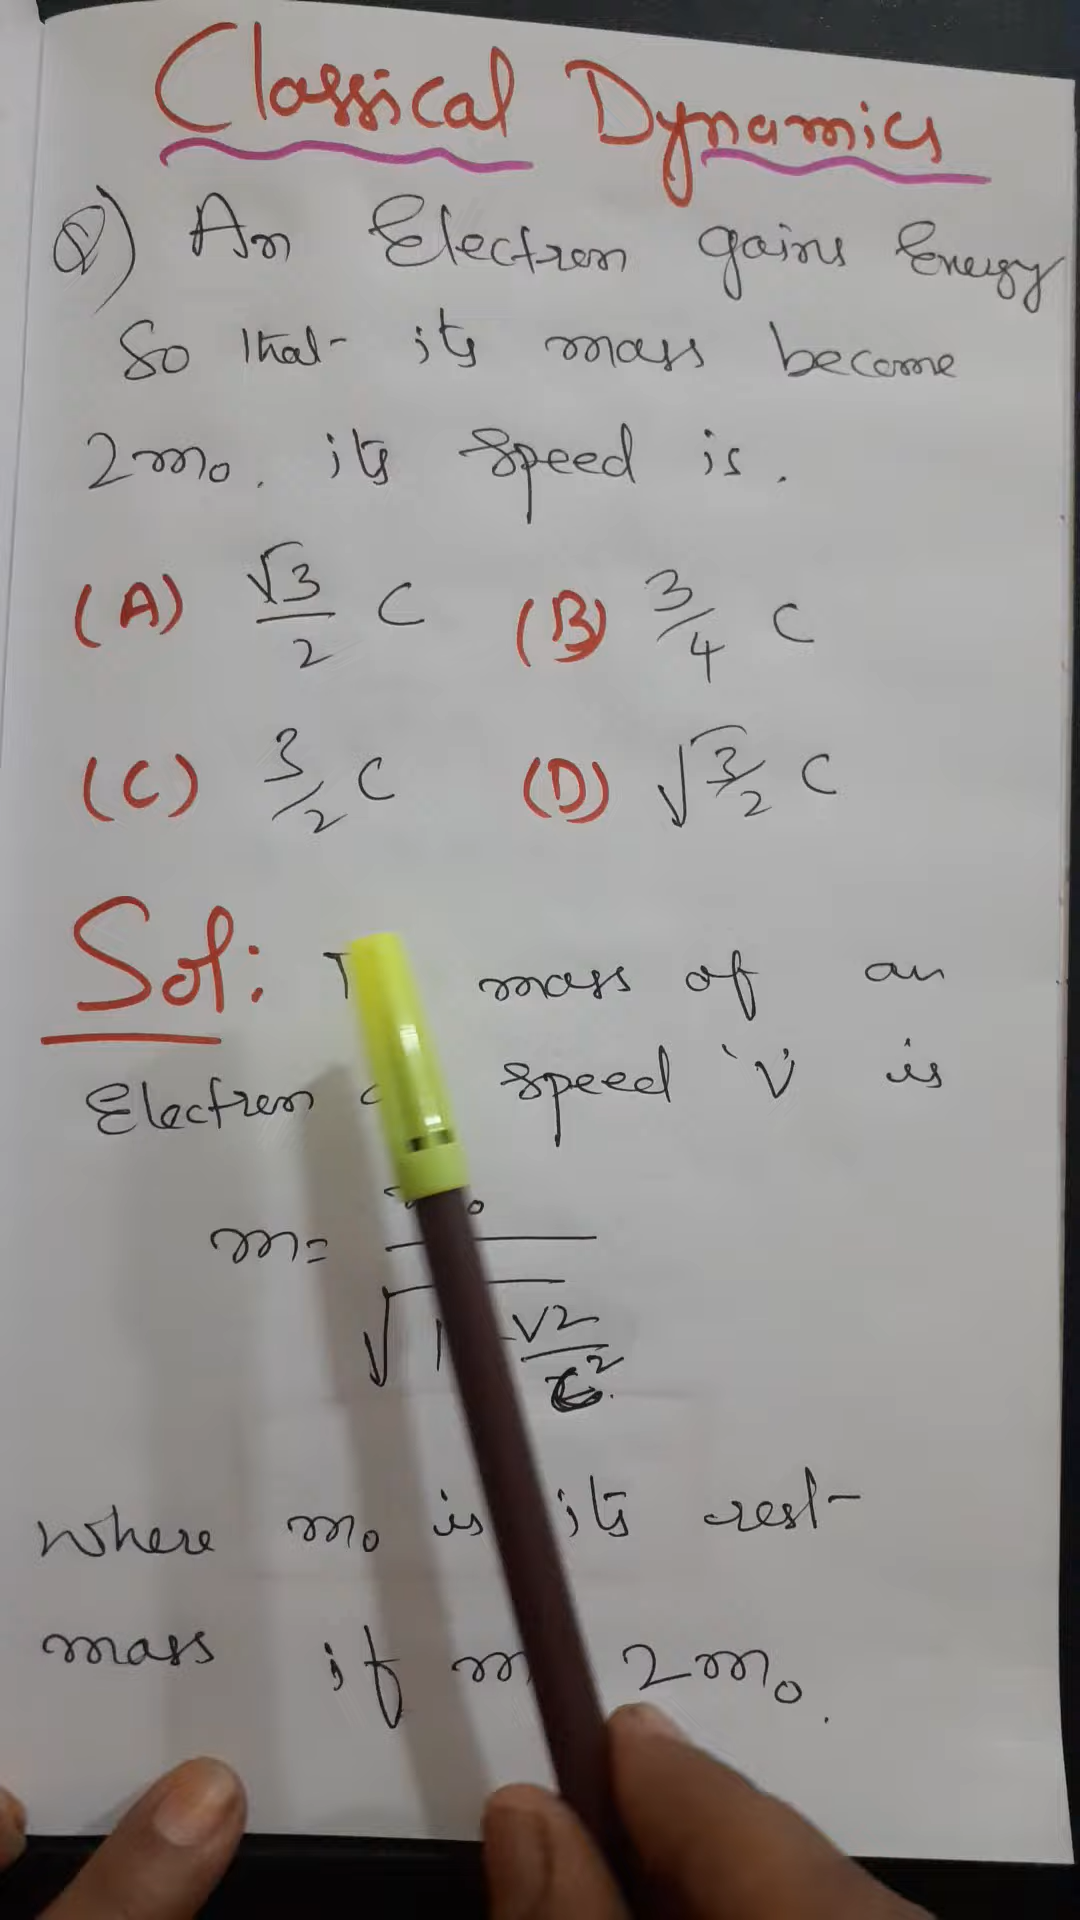 Classical Dynamics
Q) An Electron gains Energy
So that its mass become
2m₀. its speed is.
(A) √3/2 C (B) 3/4 C
(C) 3/2 C (D) √3/2 C
Sol: mass of an
Electron speed 'v' is
m= ₀
√1 - v2/c²
where m₀ is its rest
mass if m 2m₀.